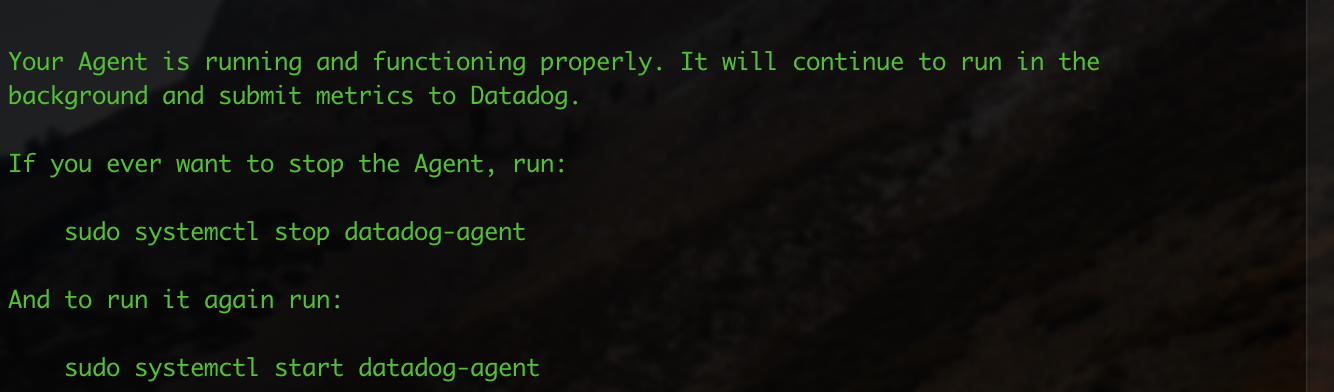 Your Agent is running and functioning properly. It will continue to run in the
background and submit metrics to Datadog.
If you ever want to stop the Agent, run:
sudo systemctl stop datadog-agent
And to run it again run:
sudo systemctl start datadog-agent